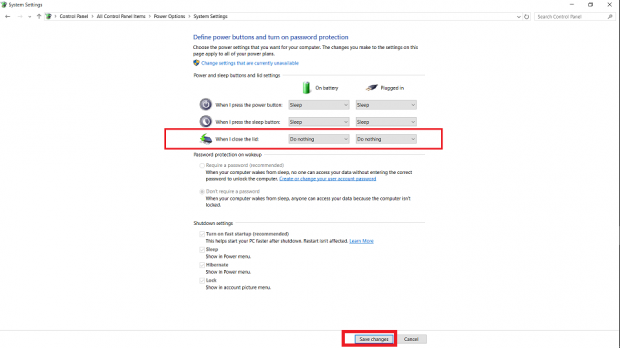 System Settings
Control Panel > All Control Panel Items > Power Options > System Settings
Search Control Panel
Define power buttons and turn on password protection
Choose the power settings that you want for your computer. The changes you make to the settings on this
page apply to all of your power plans.
Change settings that are currently unavailable
Power and sleep buttons and lid settings
On battery
Plugged in
When I press the power button:
Sleep
Sleep
When I press the sleep button:
Sleep
Sleep
When I close the lid:
Do nothing
Do nothing
Password protection on wakeup
Require a password (recommended)
When your computer wakes from sleep, no one can access your data without entering the correct
password to unlock the computer. Create or change your user account password
Don't require a password
When your computer wakes from sleep, anyone can access your data because the computer isn't
locked.
Shutdown settings
Turn on fast startup (recommended)
This helps start your PC faster after shutdown. Restart isn't affected. Learn More
Sleep
Show in Power menu.
Hibernate
Show in Power menu.
Lock
Show in account picture menu.
Save changes
Cancel